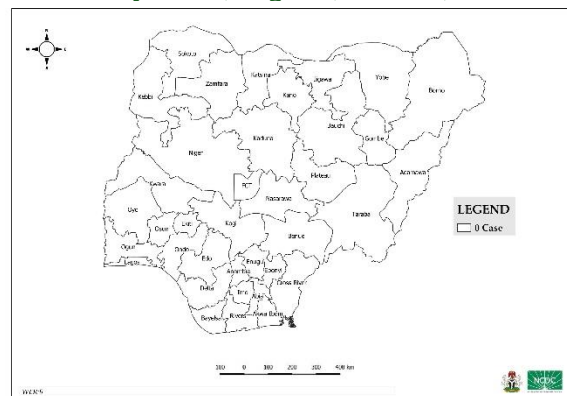 Sokoto
Katsina
Jigawa
Yobe
Borno
Zamfara
Kebbi
Kano
Bauchi
Gombe
Kaduna
Niger
Adamawa
Plateau
Kwara
FCT
Nasarawa
Taraba
LEGEND
0 Case
Oyo
Kogi
Benue
Osun
Ekiti
Ogun
Ondo
Edo
Enugu
Ebonyi
Lagos
Anambra
Cross River
Delta
Imo
Abia
Bayelsa
Rivers
Akwa Ibom
100 0 100 200 300 400 km
NCDC